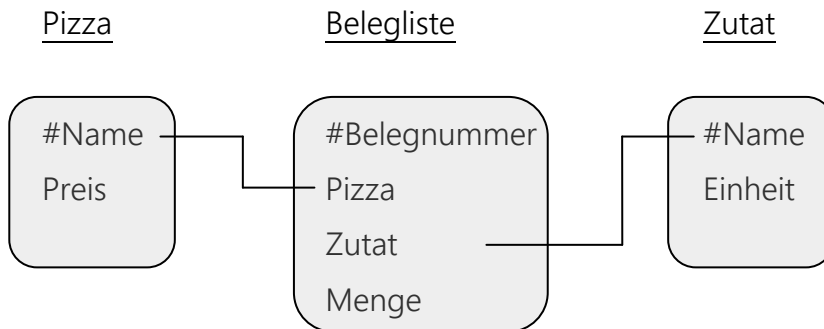 Pizza
#Name
Preis
Belegliste
#Belegnummer
Pizza
Zutat
Menge
Zutat
#Name
Einheit